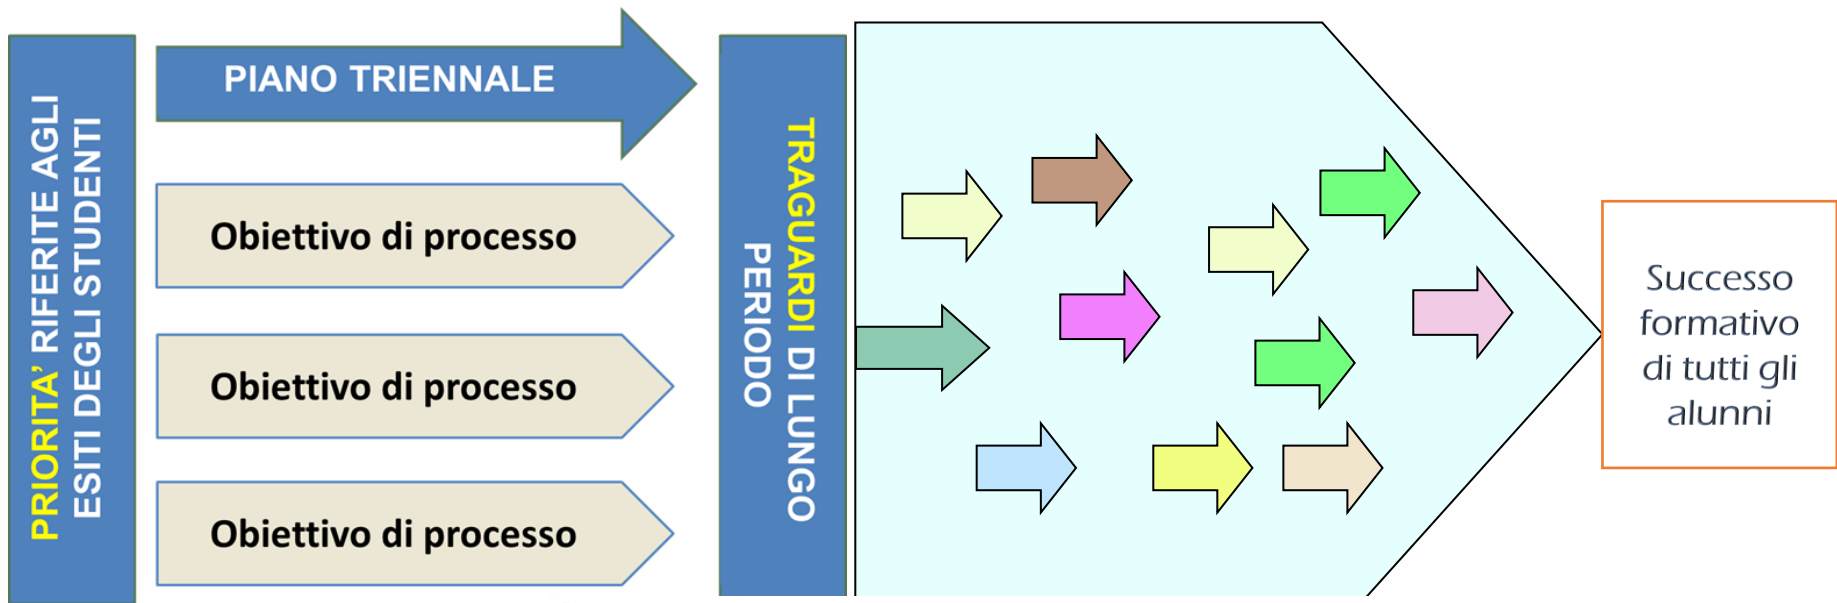 PRIORITA’ RIFERITE AGLI
ESITI DEGLI STUDENTI
PIANO TRIENNALE
Obiettivo di processo
Obiettivo di processo
Obiettivo di processo
TRAGUARDI DI LUNGO
PERIODO
Successo
formativo
di tutti gli
alunni